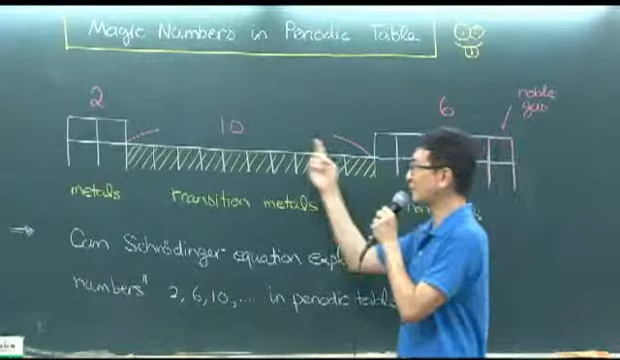 Magic Numbers in Periodic Table
2
10
6
noble
gas
metals
transition metals
Can Schrödinger equation
numbers" 2, 6, 10, .... in periodic table